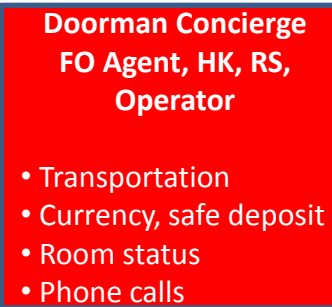 Doorman Concierge
FO Agent, HK, RS,
Operator
• Transportation
• Currency, safe deposit
• Room status
• Phone calls